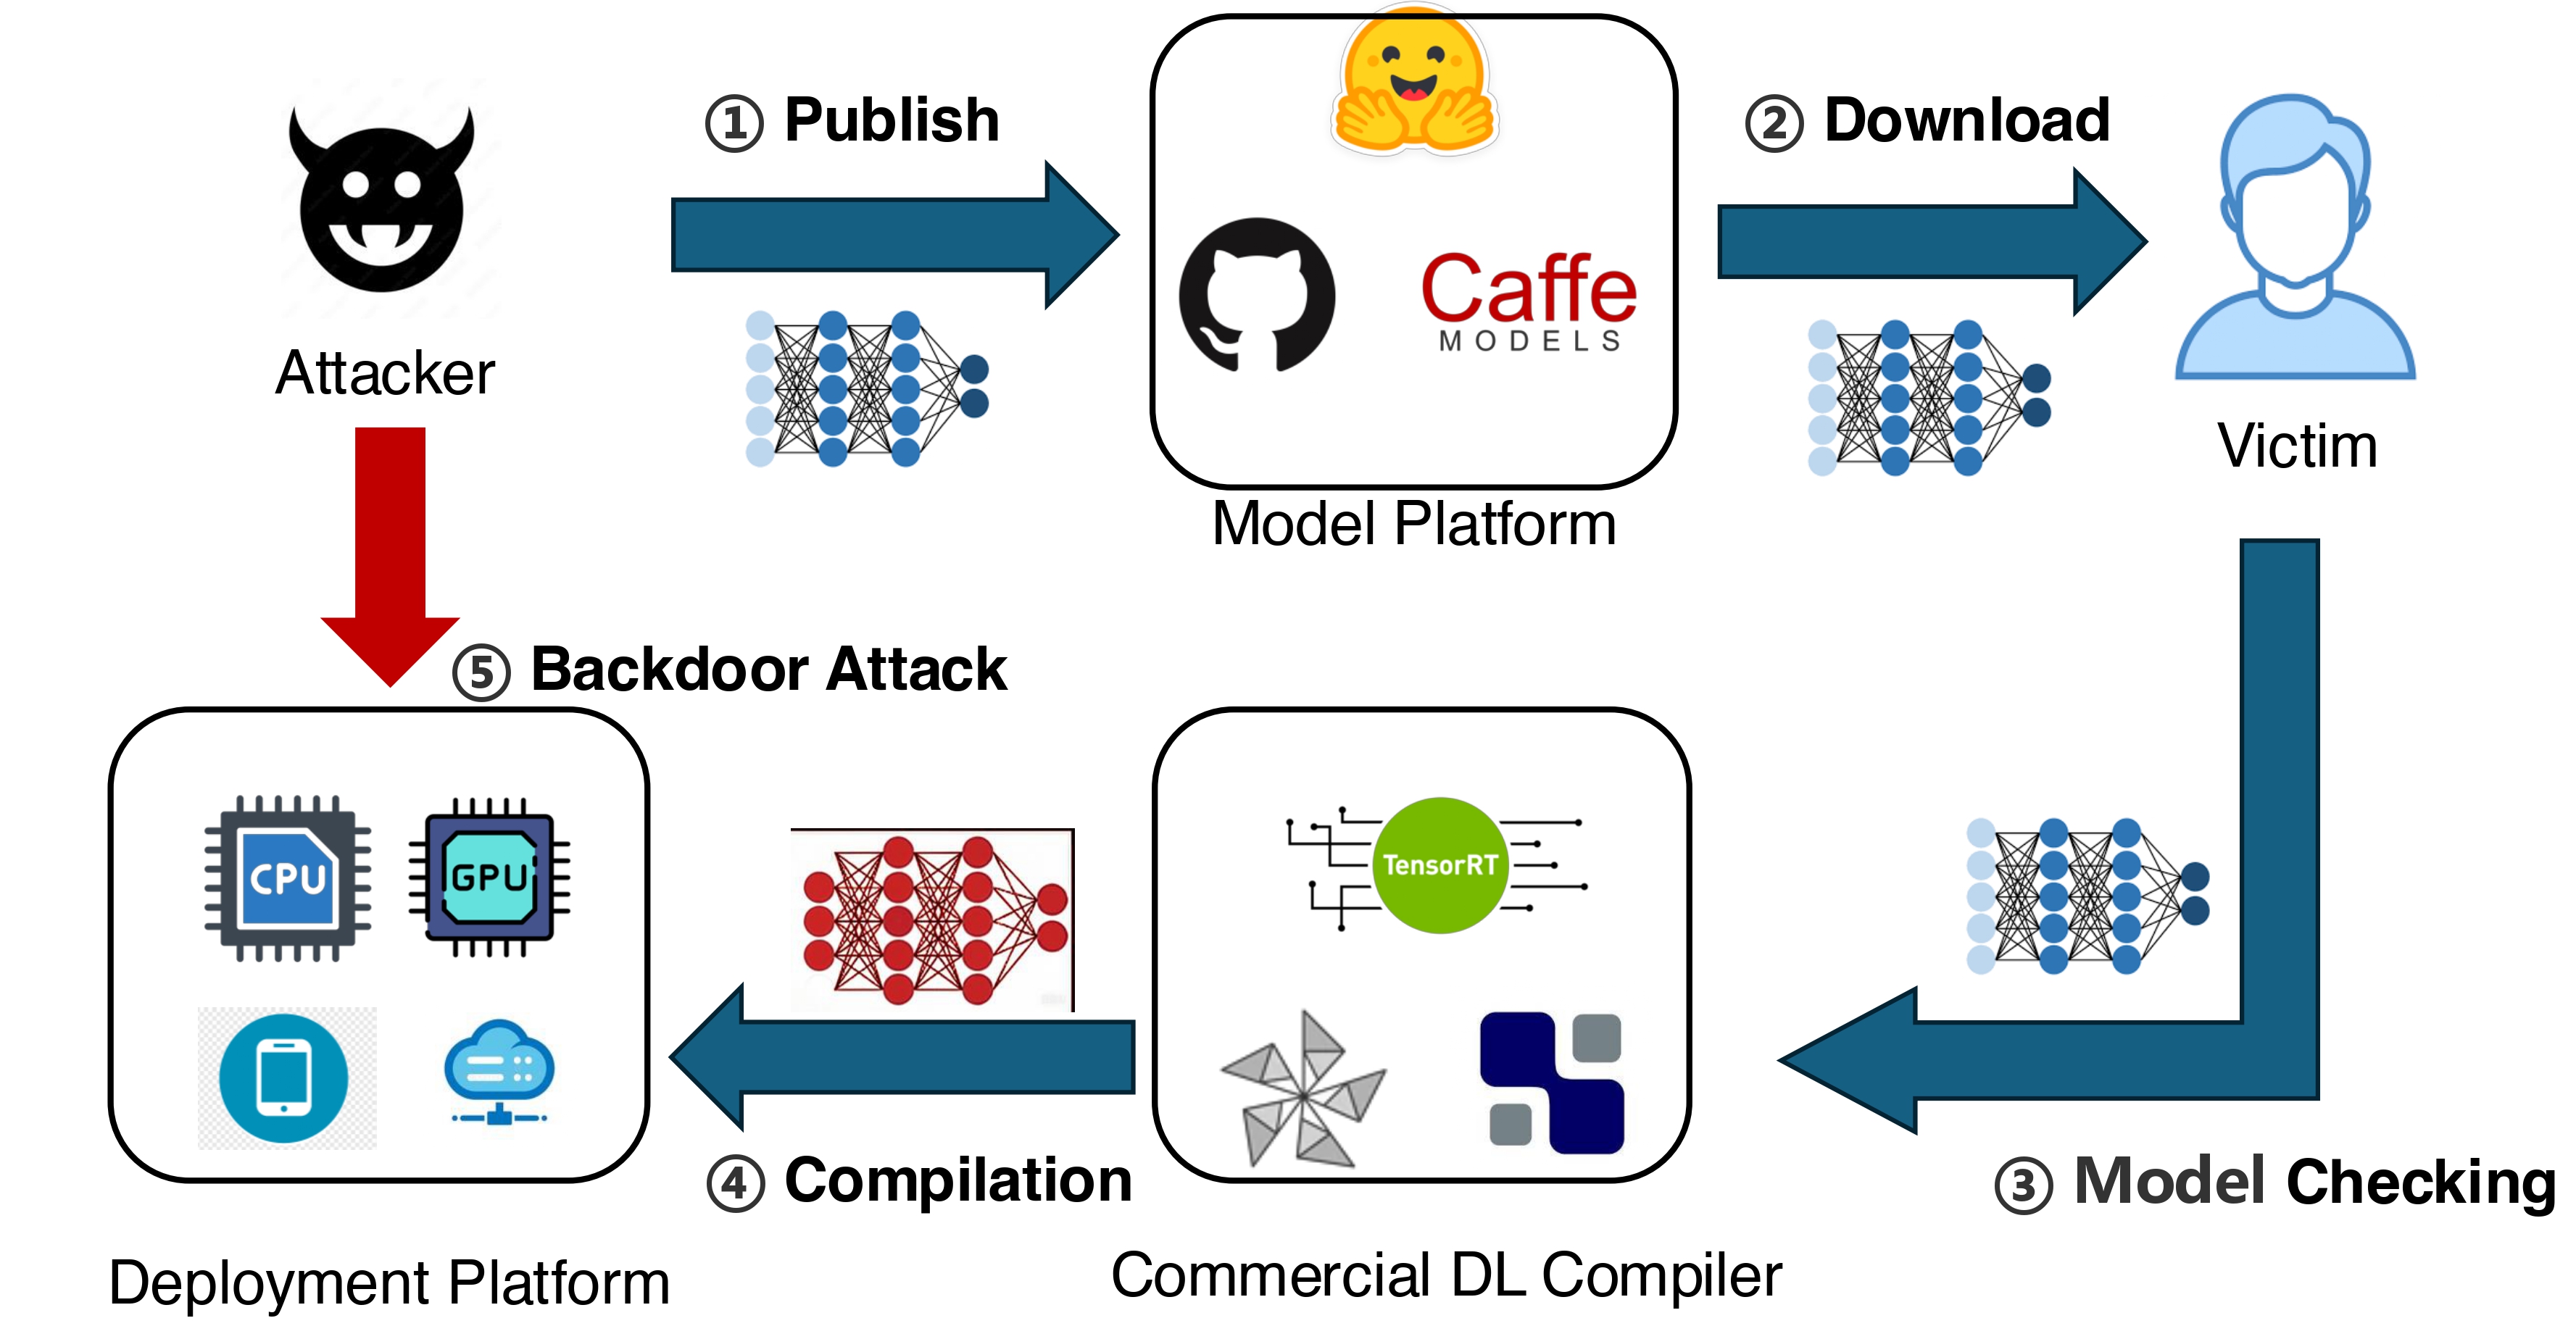 ① Publish
② Download
Attacker
Caffe
MODELS
Victim
Model Platform
⑤ Backdoor Attack
CPU
GPU
TensorRT
④ Compilation
③ Model Checking
Deployment Platform
Commercial DL Compiler